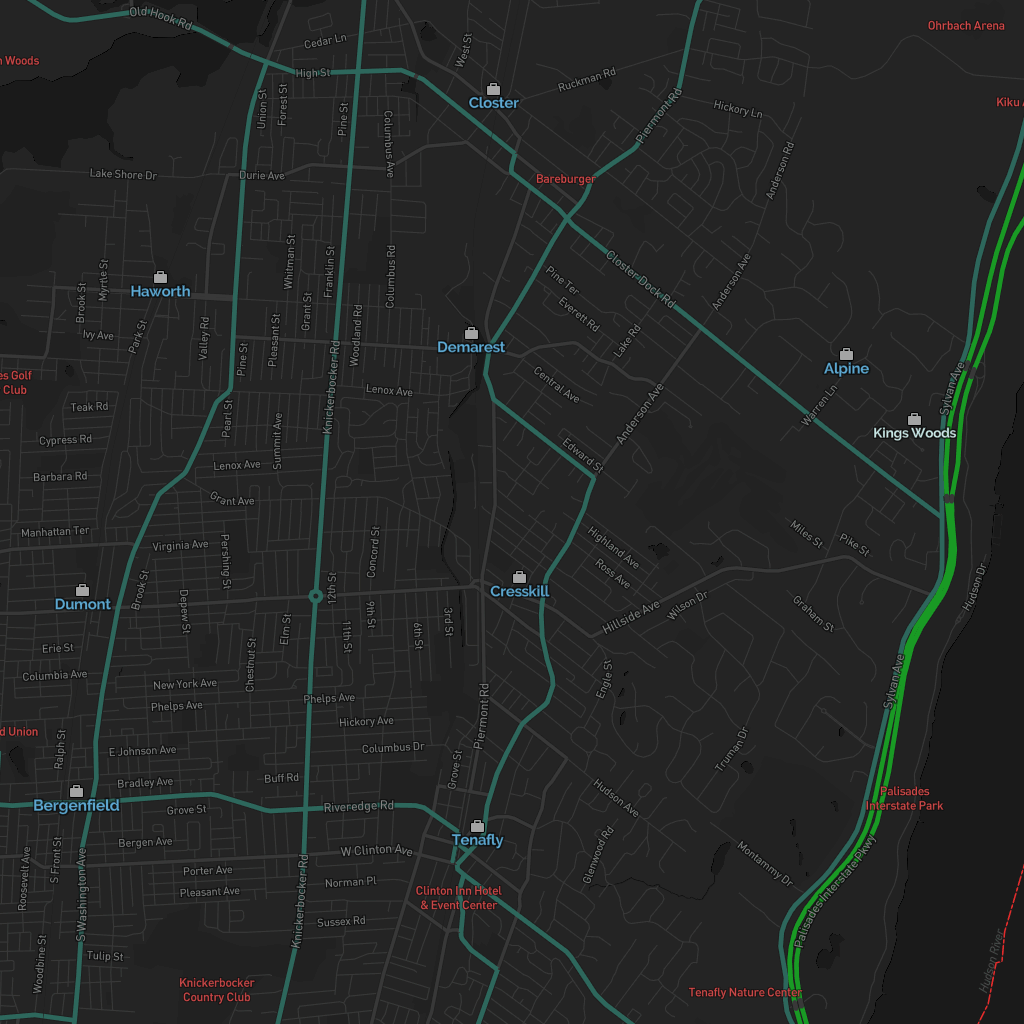 Old Hook Rd
Ohrbach Arena
Cedar Ln
West St
High St
Ruckman Rd
Closter
Union St
Forest St
Pine St
Columbus Ave
Piermont Rd
Hickory Ln
Lake Shore Dr
Durie Ave
Bareburger
Anderson Rd
Whitman St
Franklin St
Columbus Rd
Closter Dock Rd
Anderson Ave
Haworth
Brook St
Myrtle St
Grant St
Pine Ter
Everett Rd
Ivy Ave
Park St
Valley Rd
Pine St
Pleasant St
Woodland Rd
Demarest
Lake Rd
Alpine
Sylvan Ave
es Golf
Club
Lenox Ave
Central Ave
Knickerbocker Rd
Anderson Ave
Warren Ln
Teak Rd
Pearl St
Summit Ave
Kings Woods
Cypress Rd
Edward St
Lenox Ave
Barbara Rd
Grant Ave
Manhattan Ter
Virginia Ave
Pershing St
Concord St
Highland Ave
Ross Ave
Miles St
Pike St
Hudson Dr
Brook St
12th St
Cresskill
Dumont
Depew St
Elm St
11th St
9th St
6th St
3rd St
Hillside Ave
Wilson Dr
Graham St
Erie St
Chestnut St
Columbia Ave
New York Ave
Engle St
Sylvan Ave
Phelps Ave
Phelps Ave
Hickory Ave
Piermont Rd
d Union
Ralph St
E Johnson Ave
Columbus Dr
Truman Dr
Grove St
Bradley Ave
Buff Rd
Hudson Ave
Palisades
Interstate Park
Bergenfield
Grove St
Riveredge Rd
Tenafly
Bergen Ave
W Clinton Ave
Glenwood Rd
S Front St
Roosevelt Ave
Porter Ave
Norman Pl
Montammy Dr
Pleasant Ave
Clinton Inn Hotel
& Event Center
S Washington Ave
Knickerbocker Rd
Sussex Rd
Palisades Interstate Pkwy
Woodbine St
Tulip St
Hudson River
Knickerbocker
Country Club
Tenafly Nature Center